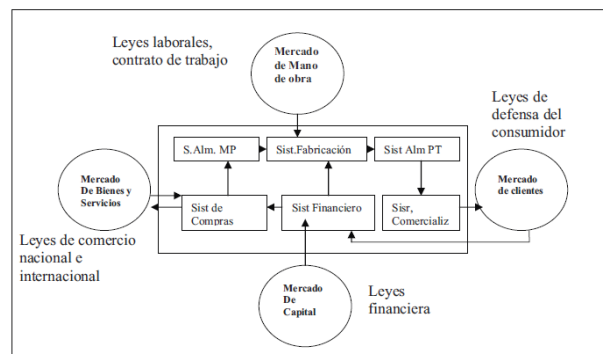 Leyes laborales,
contrato de trabajo
Mercado
de Mano
de obra
Leyes de
defensa del
consumidor
S.Alm. MP
Sist.Fabricación
Sist Alm PT
Mercado
De Bienes y
Servicios
Sist de
Compras
Sist Financiero
Sisr,
Comercializ
Mercado
de clientes
Leyes de comercio
nacional e
internacional
Mercado
De
Capital
Leyes
financiera